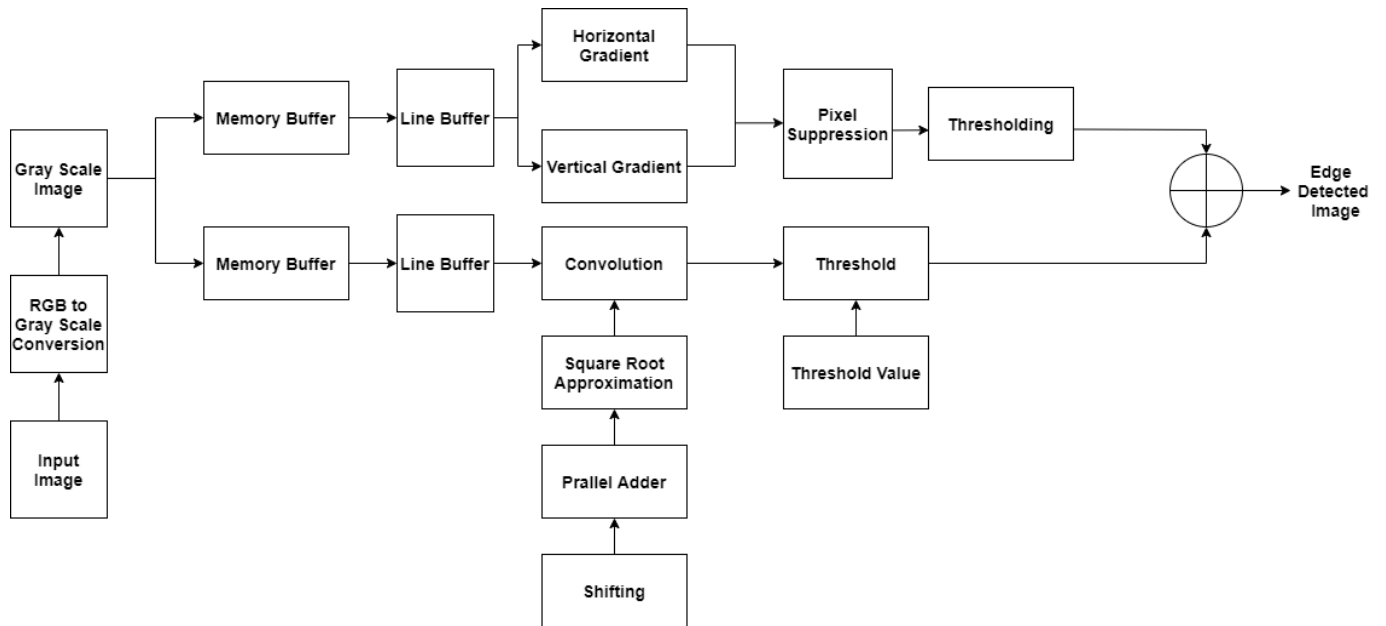 Horizontal
Gradient
Memory Buffer
Line Buffer
Pixel
Suppression
Thresholding
Gray Scale
Image
Vertical Gradient
Edge
Detected
Image
Memory Buffer
Line Buffer
Convolution
Threshold
RGB to
Gray Scale
Conversion
Square Root
Approximation
Threshold Value
Input
Image
Prallel Adder
Shifting